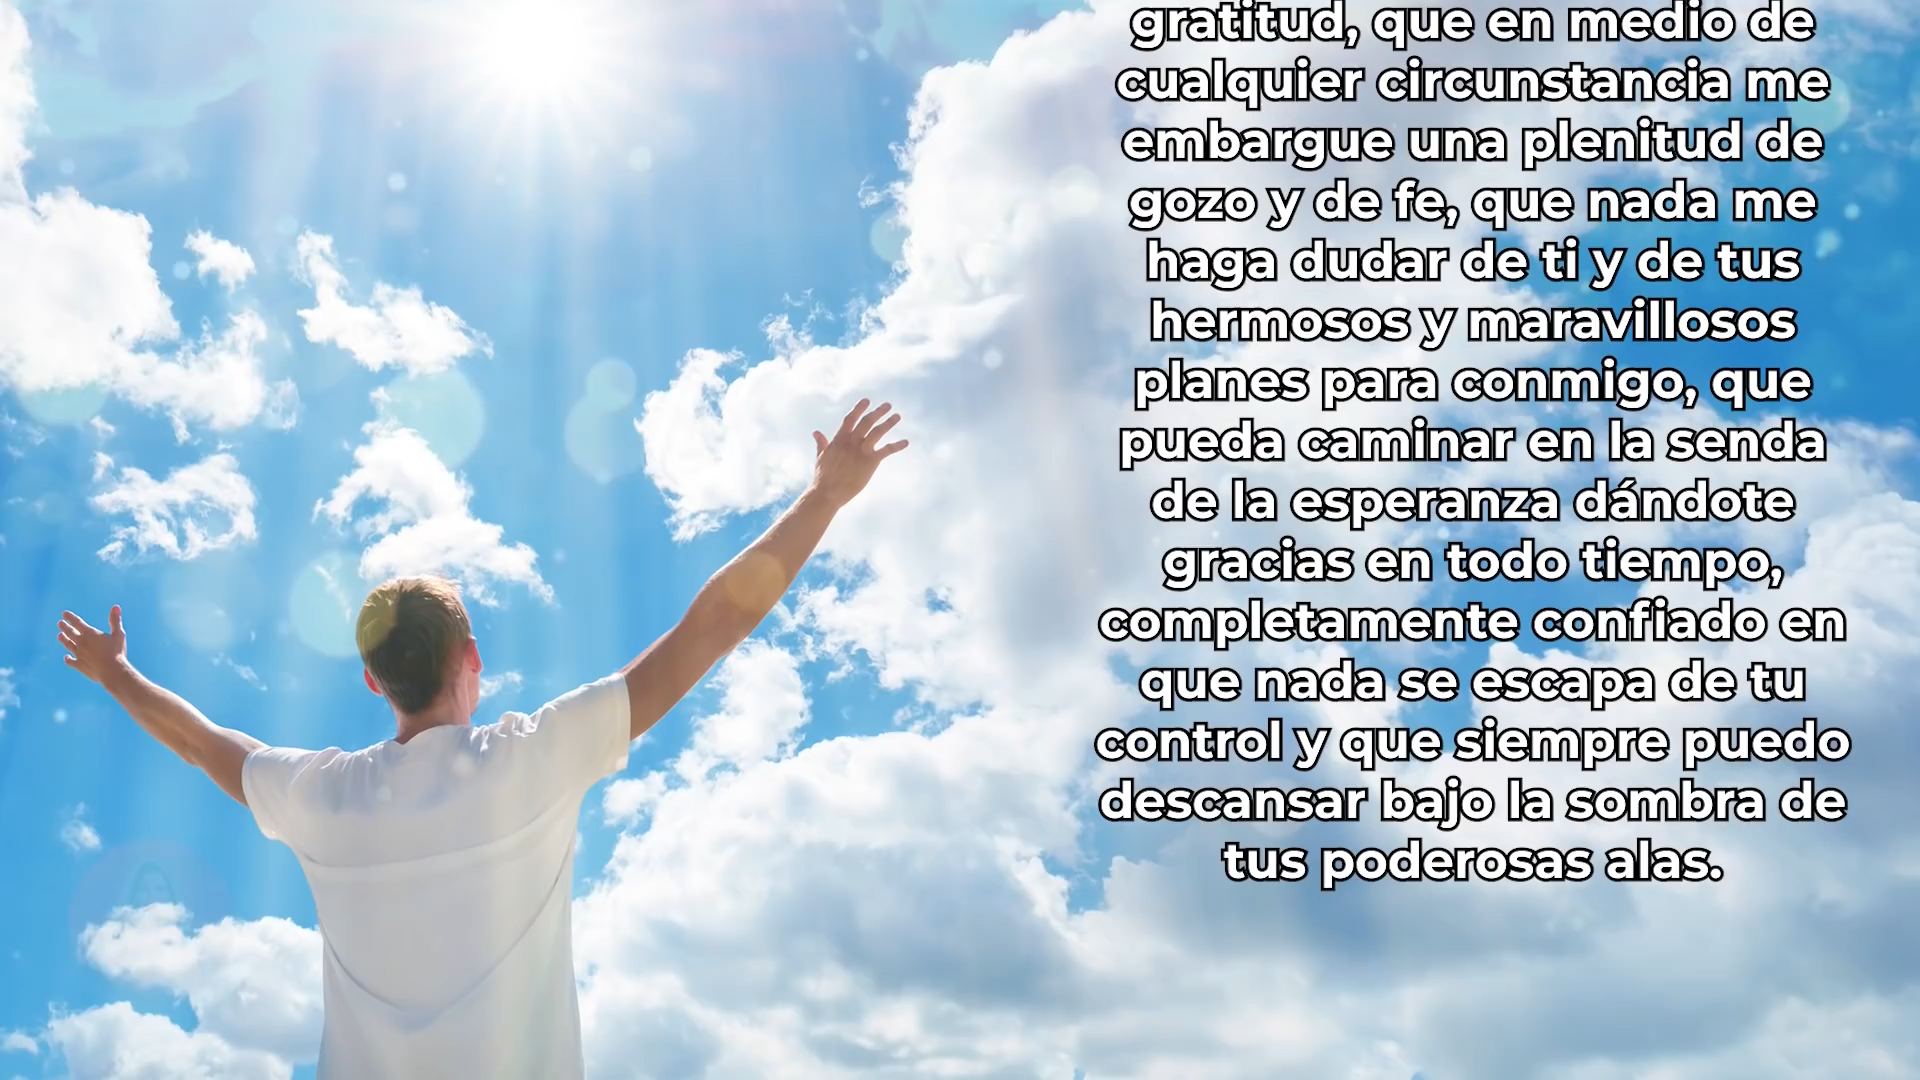 gratitud, que en medio de
cualquier circunstancia me
embargue una plenitud de
gozo y de fe, que nada me
haga dudar de ti y de tus
hermosos y maravillosos
planes para conmigo, que
pueda caminar en la senda
de la esperanza dándote
gracias en todo tiempo,
completamente confiado en
que nada se escapa de tu
control y que siempre puedo
descansar bajo la sombra de
tus poderosas alas.